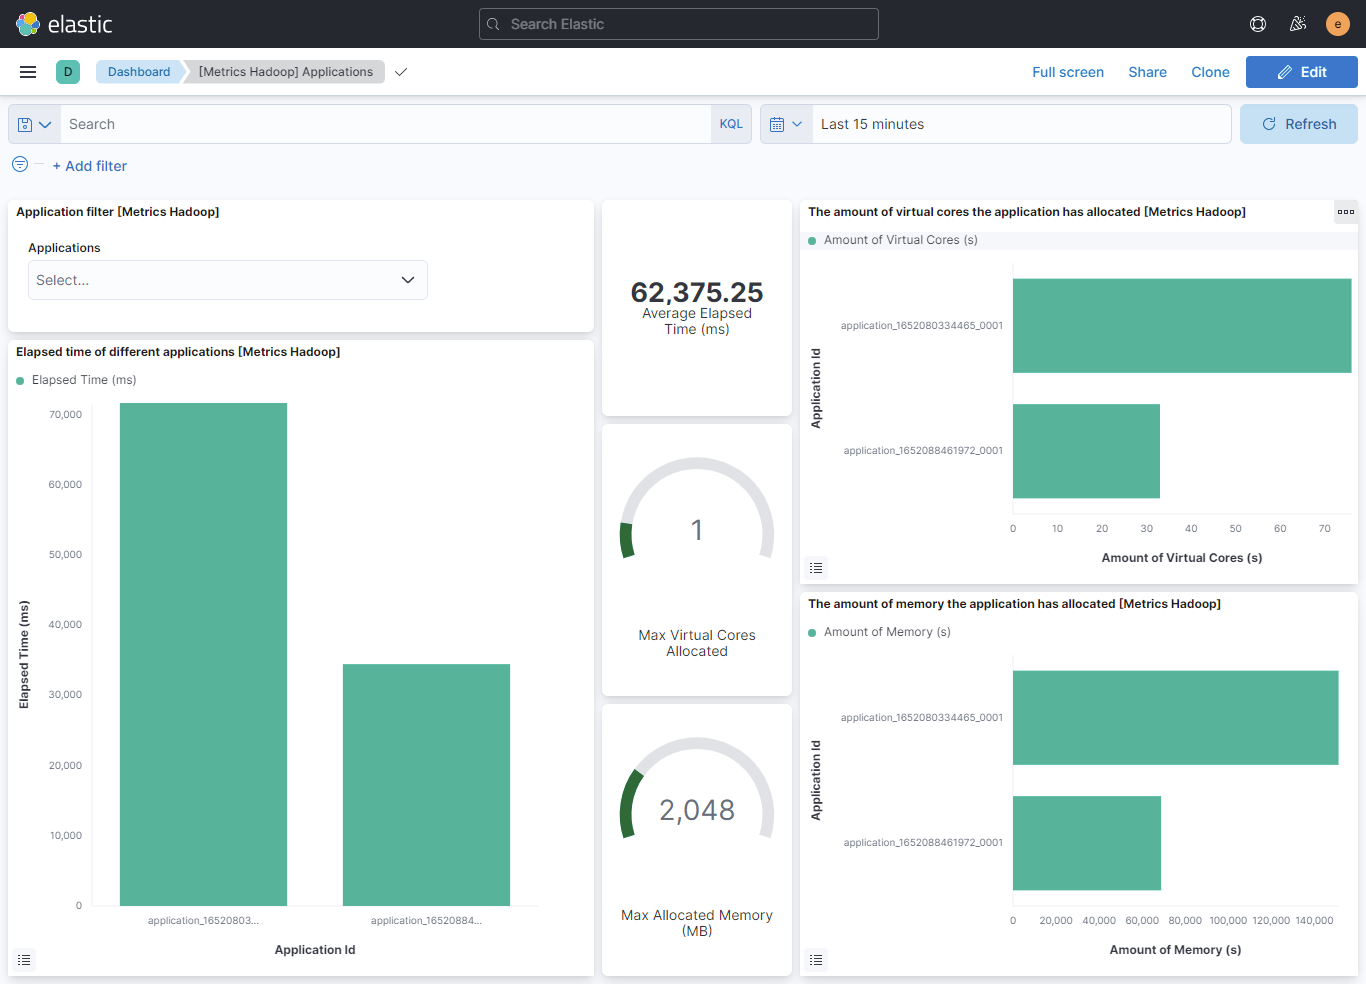 elastic
Search Elastic
e
D
Dashboard
[Metrics Hadoop] Applications
Full screen
Share
Clone
Edit
Search
KQL
Last 15 minutes
Refresh
+ Add filter
Application filter [Metrics Hadoop]
Applications
Select...
Elapsed time of different applications [Metrics Hadoop]
Elapsed Time (ms)
70,000
60,000
50,000
40,000
30,000
20,000
10,000
0
Elapsed Time (ms)
application_16520803...
application_16520884...
Application Id
62,375.25
Average Elapsed
Time (ms)
1
Max Virtual Cores
Allocated
2,048
Max Allocated Memory
(MB)
The amount of virtual cores the application has allocated [Metrics Hadoop]
Amount of Virtual Cores (s)
Application Id
application_1652080334465_0001
application_1652088461972_0001
0 10 20 30 40 50 60 70
Amount of Virtual Cores (s)
The amount of memory the application has allocated [Metrics Hadoop]
Amount of Memory (s)
Application Id
application_1652080334465_0001
application_1652088461972_0001
0 20,000 40,000 60,000 80,000 100,000 120,000 140,000
Amount of Memory (s)